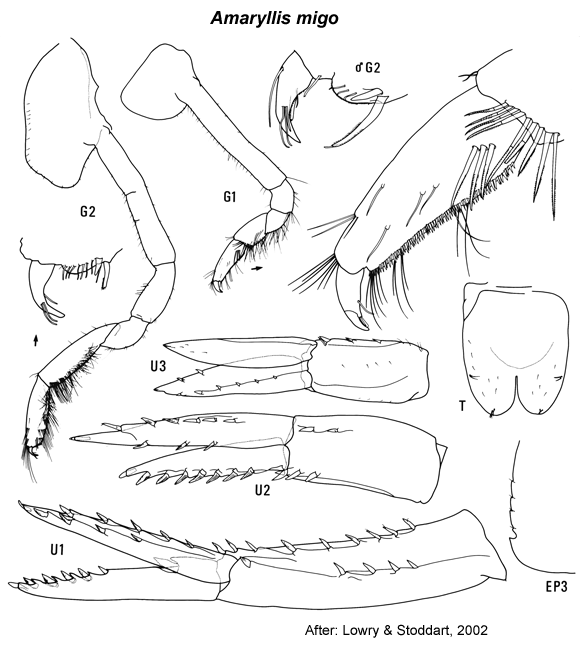 Amaryllis migo
♂ G2
G2
G1
U3
T
U2
U1
EP3
After: Lowry & Stoddart, 2002